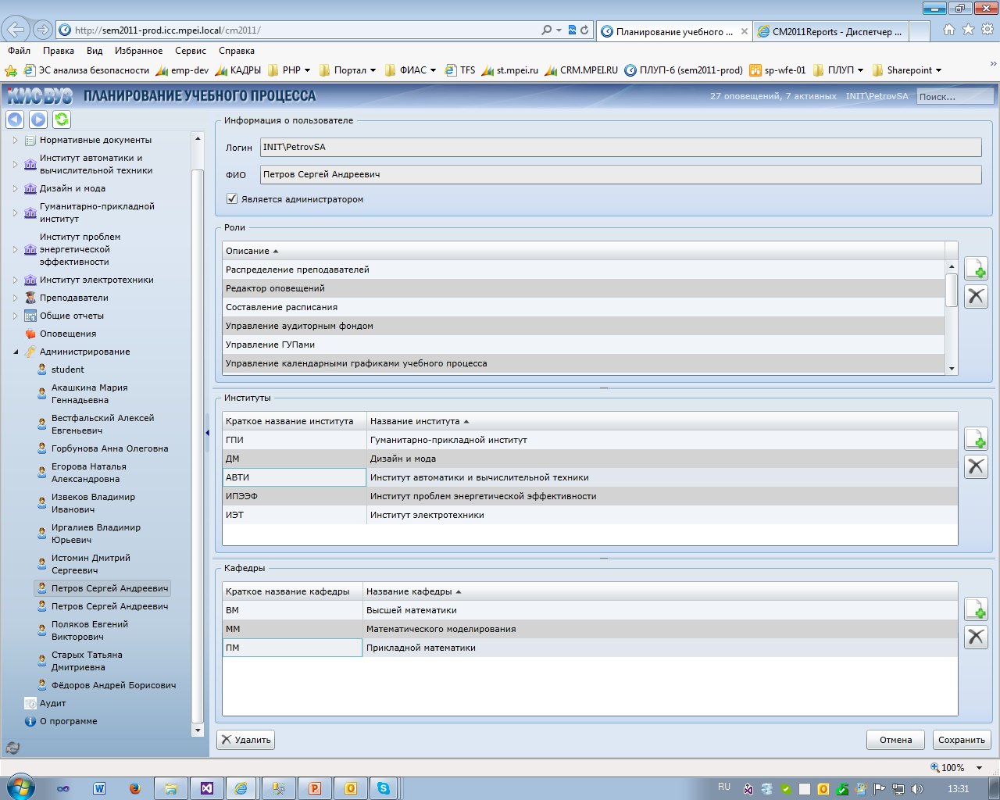 http://sem2011-prod.icc.mpei.local/cm2011/
Планирование учебного ...
CM2011Reports - Диспетчер ...
Файл Правка Вид Избранное Сервис Справка
ЭС анализа безопасности emp-dev КАДРЫ PHP Портал ФИАС TFS st.mpei.ru CRM.MPEI.RU ПЛУП-6 (sem2011-prod) sp-wfe-01 ПЛУП Sharepoint
КИС ВУЗ ПЛАНИРОВАНИЕ УЧЕБНОГО ПРОЦЕССА
27 оповещений, 7 активных INIT\PetrovSA Поиск...
Нормативные документы
Институт автоматики и
вычислительной техники
Дизайн и мода
Гуманитарно-прикладной
институт
Институт проблем
энергетической
эффективности
Институт электротехники
Преподаватели
Общие отчеты
Оповещения
Администрирование
student
Акашкина Мария
Геннадьевна
Вестфальский Алексей
Евгеньевич
Горбунова Анна Олеговна
Егорова Наталья
Александровна
Извеков Владимир
Иванович
Иргалиев Владимир
Юрьевич
Истомин Дмитрий
Сергеевич
Петров Сергей Андреевич
Петров Сергей Андреевич
Поляков Евгений
Викторович
Старых Татьяна
Дмитриевна
Фёдоров Андрей Борисович
Аудит
О программе
Информация о пользователе
Логин INIT\PetrovSA
ФИО Петров Сергей Андреевич
Является администратором
Роли
Описание
Распределение преподавателей
Редактор оповещений
Составление расписания
Управление аудиторным фондом
Управление ГУПами
Управление календарными графиками учебного процесса
Институты
Краткое название института Название института
ГПИ Гуманитарно-прикладной институт
ДМ Дизайн и мода
АВТИ Институт автоматики и вычислительной техники
ИПЭЭФ Институт проблем энергетической эффективности
ИЭТ Институт электротехники
Кафедры
Краткое название кафедры Название кафедры
ВМ Высшей математики
ММ Математического моделирования
ПМ Прикладной математики
Удалить Отмена Сохранить
100%
RU 13:31